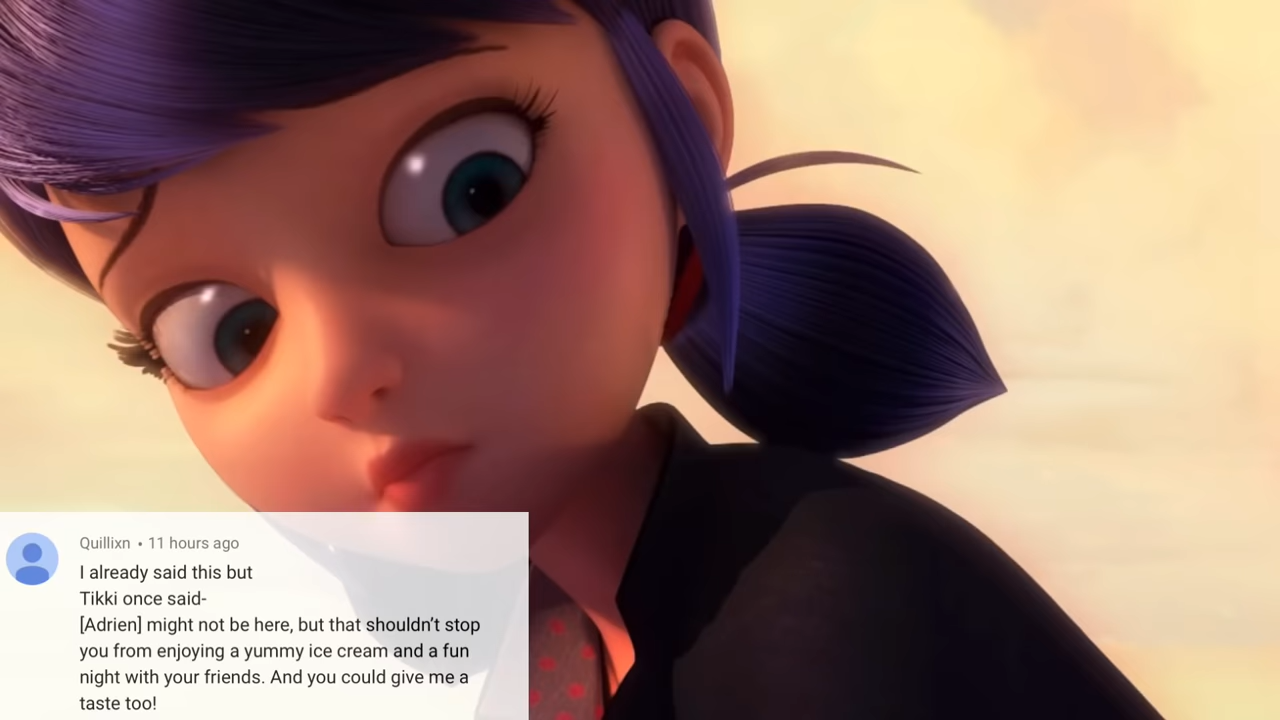 Quillixn • 11 hours ago
I already said this but
Tikki once said-
[Adrien] might not be here, but that shouldn’t stop
you from enjoying a yummy ice cream and a fun
night with your friends. And you could give me a
taste too!